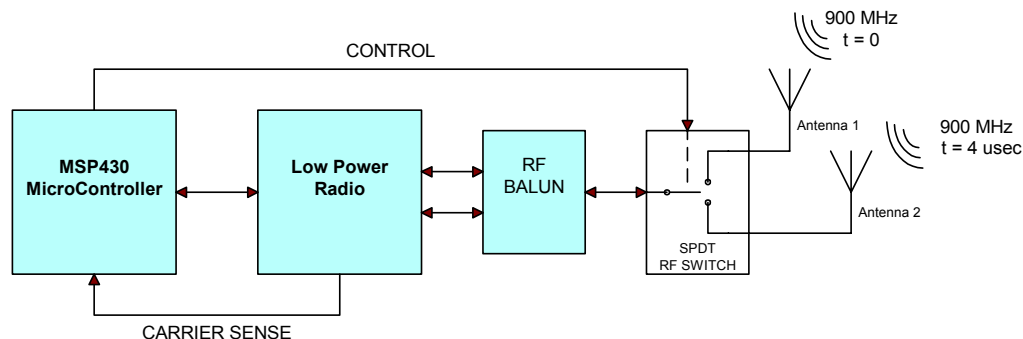 CONTROL
900 MHz
t = 0
MSP430
MicroController
Low Power
Radio
RF
BALUN
Antenna 1
900 MHz
t = 4 usec
Antenna 2
SPDT
RF SWITCH
CARRIER SENSE